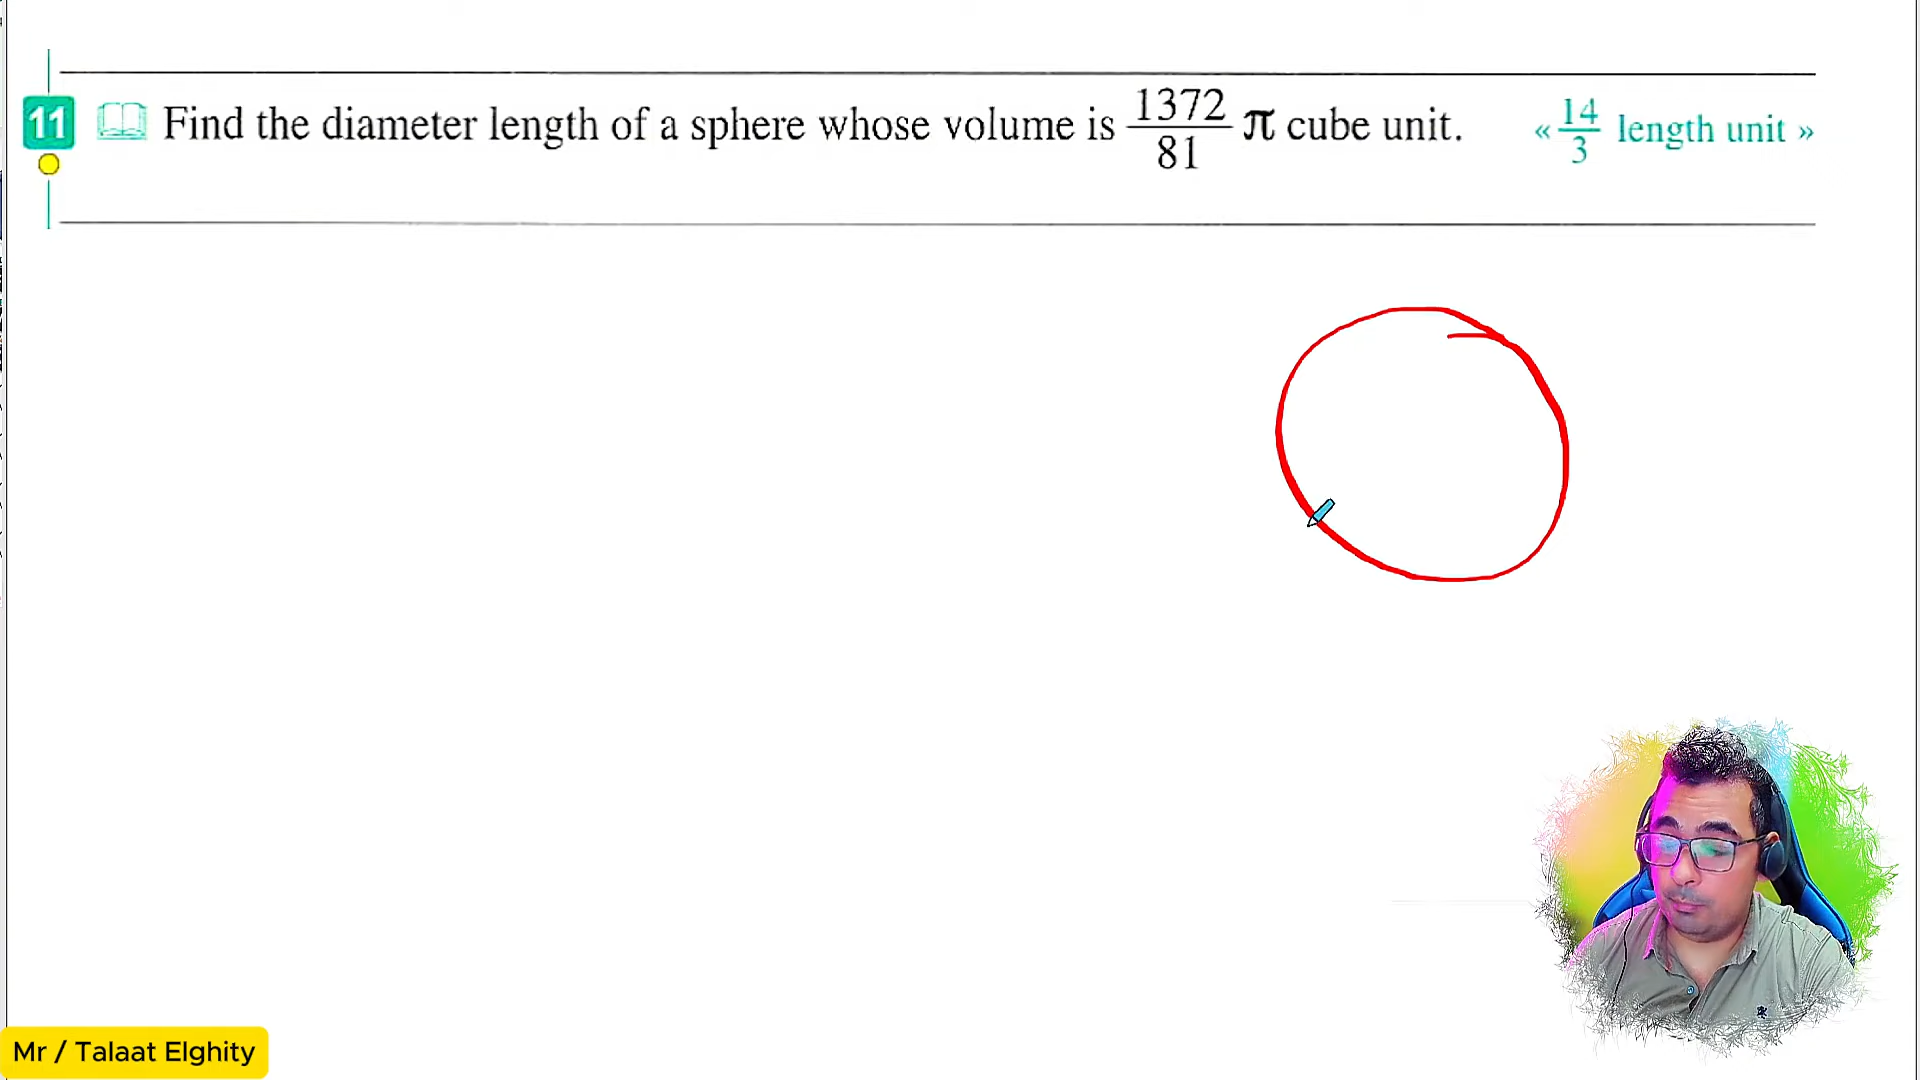 11 Find the diameter length of a sphere whose volume is 1372/81 π cube unit. « 14/3 length unit »
Mr / Talaat Elghity